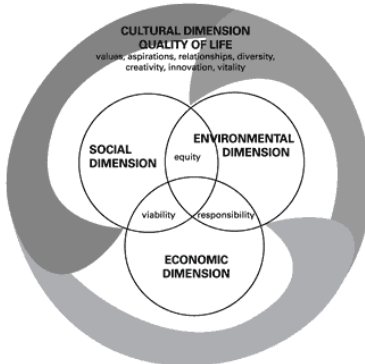 CULTURAL DIMENSION
QUALITY OF LIFE
values, aspirations, relationships, diversity,
creativity, innovation, vitality
SOCIAL
DIMENSION
ENVIRONMENTAL
DIMENSION
equity
viability
responsibility
ECONOMIC
DIMENSION